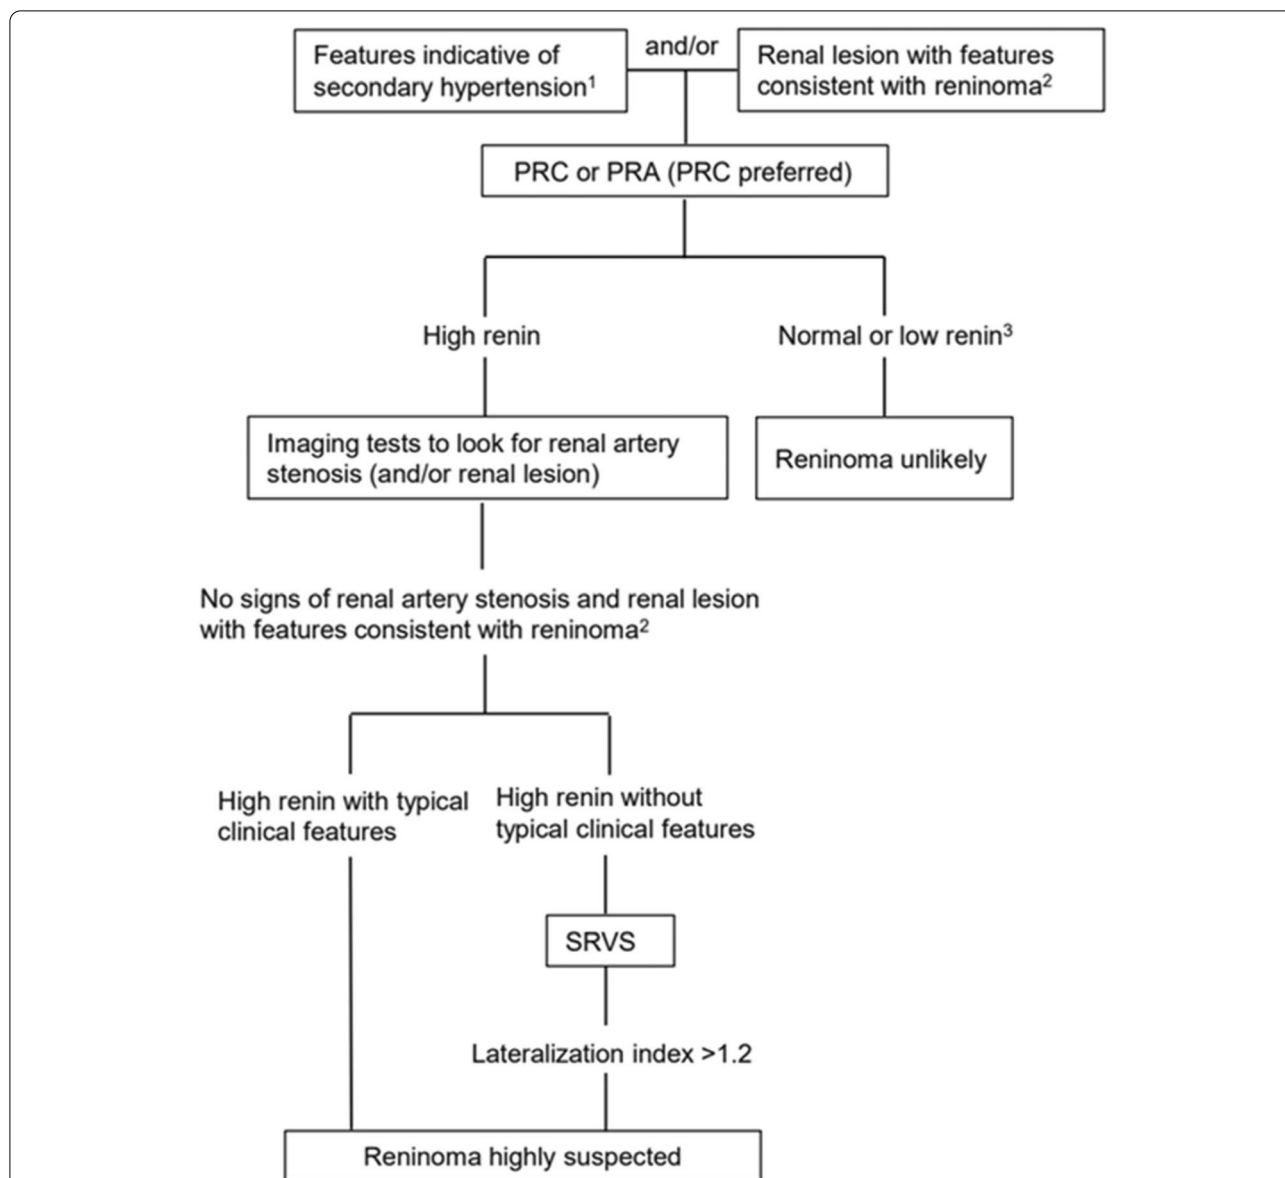 Features indicative of
secondary hypertension¹
and/or
Renal lesion with features
consistent with reninoma²
PRC or PRA (PRC preferred)
High renin
Normal or low renin³
Imaging tests to look for renal artery
stenosis (and/or renal lesion)
Reninoma unlikely
No signs of renal artery stenosis and renal lesion
with features consistent with reninoma²
High renin with typical
clinical features
High renin without
typical clinical features
SRVS
Lateralization index >1.2
Reninoma highly suspected